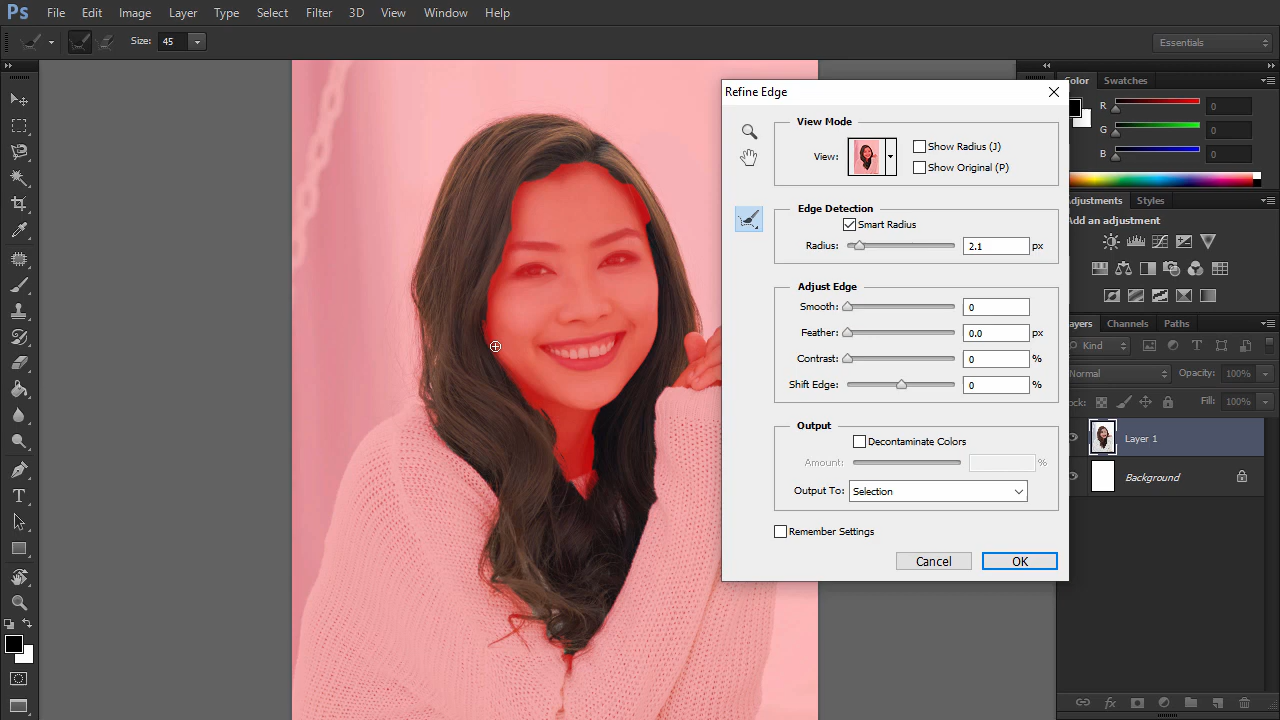 Ps File Edit Image Layer Type Select Filter 3D View Window Help
Size: 45 Essentials
Refine Edge
View Mode
View: Show Radius (J)
Show Original (P)
Edge Detection
Smart Radius
Radius: 2.1 px
Adjust Edge
Smooth: 0
Feather: 0.0 px
Contrast: 0 %
Shift Edge: 0 %
Output
Decontaminate Colors
Amount: %
Output To: Selection
Remember Settings
Cancel OK
Color Swatches
R 0
G 0
B 0
Adjustments Styles
Add an adjustment
Layers Channels Paths
Kind
Normal Opacity: 100%
Lock: Fill: 100%
Layer 1
Background
fx